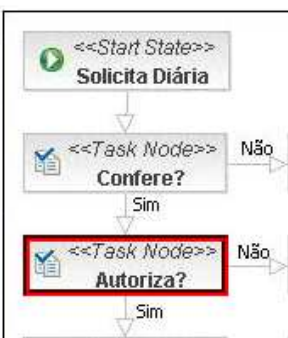 <<Start State>>
Solicita Diária
<<Task Node>>
Confere?
Não
Sim
<<Task Node>>
Autoriza?
Não
Sim